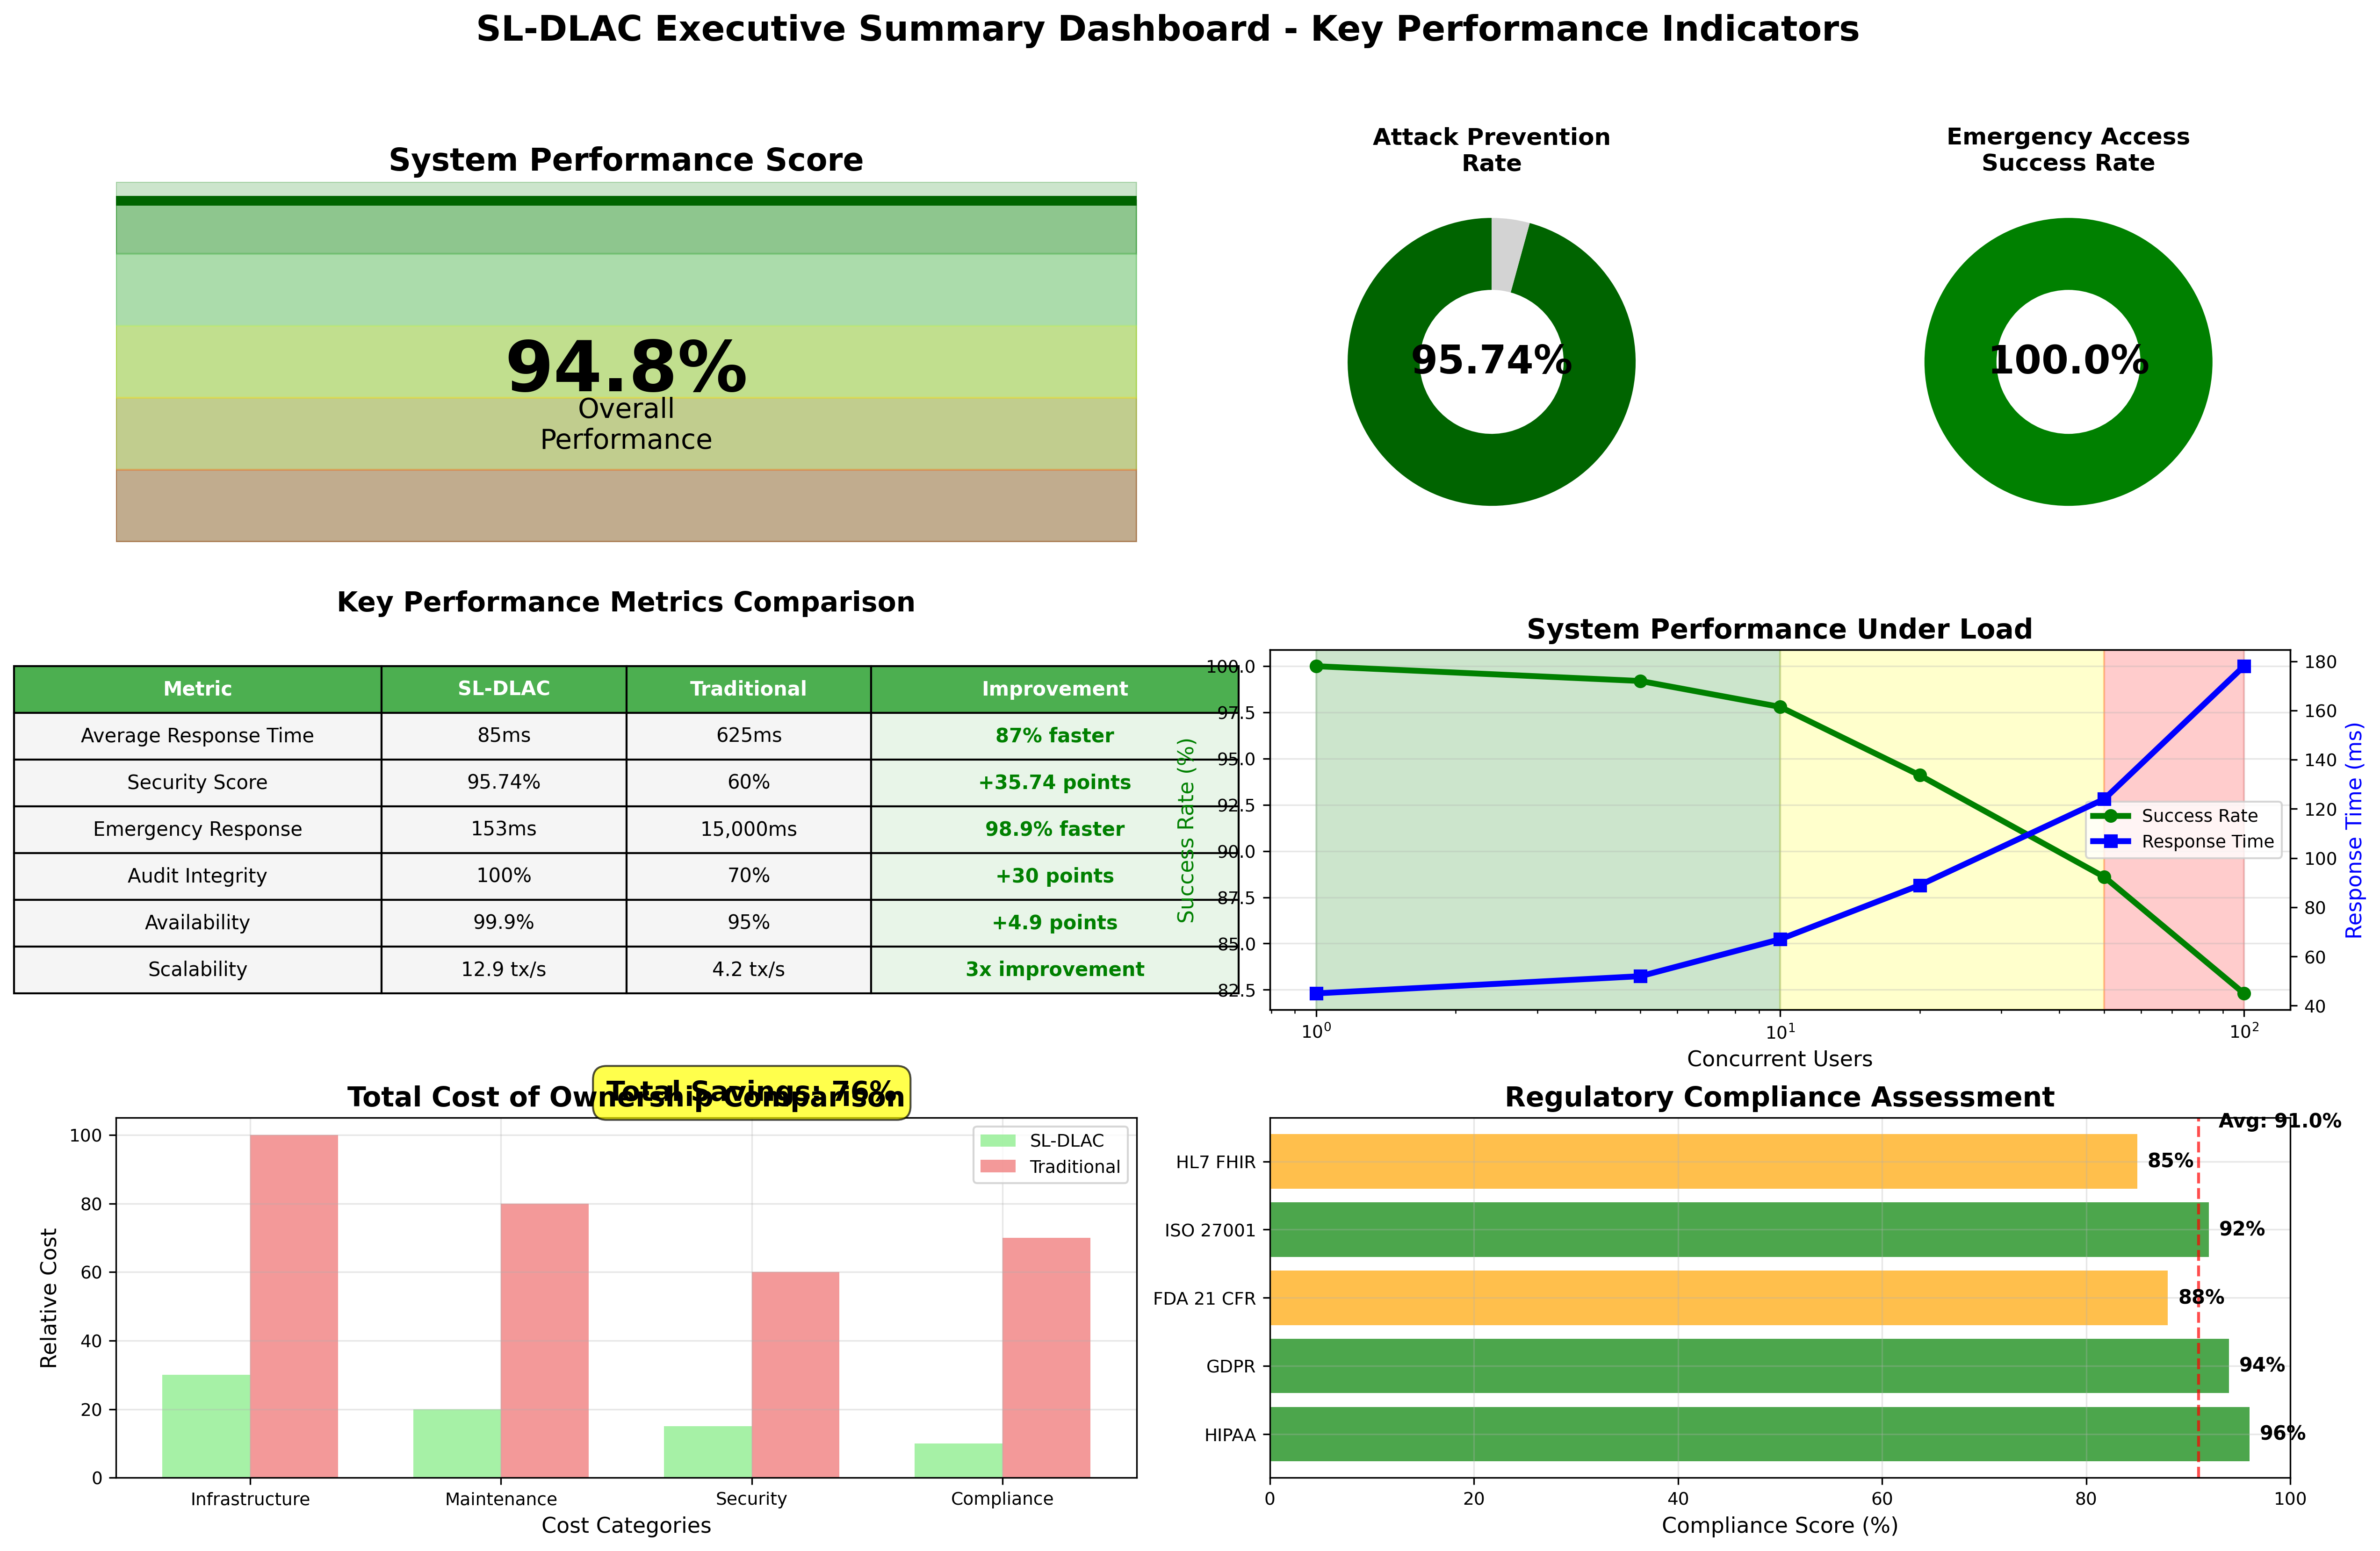 SL-DLAC Executive Summary Dashboard - Key Performance Indicators
System Performance Score
94.8%
Overall
Performance
Attack Prevention
Rate
95.74%
Emergency Access
Success Rate
100.0%
Key Performance Metrics Comparison
Metric SL-DLAC Traditional Improvement
Average Response Time 85ms 625ms 87% faster
Security Score 95.74% 60% +35.74 points
Emergency Response 153ms 15,000ms 98.9% faster
Audit Integrity 100% 70% +30 points
Availability 99.9% 95% +4.9 points
Scalability 12.9 tx/s 4.2 tx/s 3x improvement
System Performance Under Load
Success Rate (%)
100.0
97.5
95.0
92.5
90.0
87.5
85.0
82.5
Success Rate
Response Time
180
160
140
120
100
80
60
40
Response Time (ms)
10⁰ 10¹ 10²
Concurrent Users
Total Cost of Ownership Comparison
Total Savings: 76%
Relative Cost
100
80
60
40
20
0
SL-DLAC
Traditional
Infrastructure Maintenance Security Compliance
Cost Categories
Regulatory Compliance Assessment
Avg: 91.0%
HL7 FHIR 85%
ISO 27001 92%
FDA 21 CFR 88%
GDPR 94%
HIPAA 96%
0 20 40 60 80 100
Compliance Score (%)